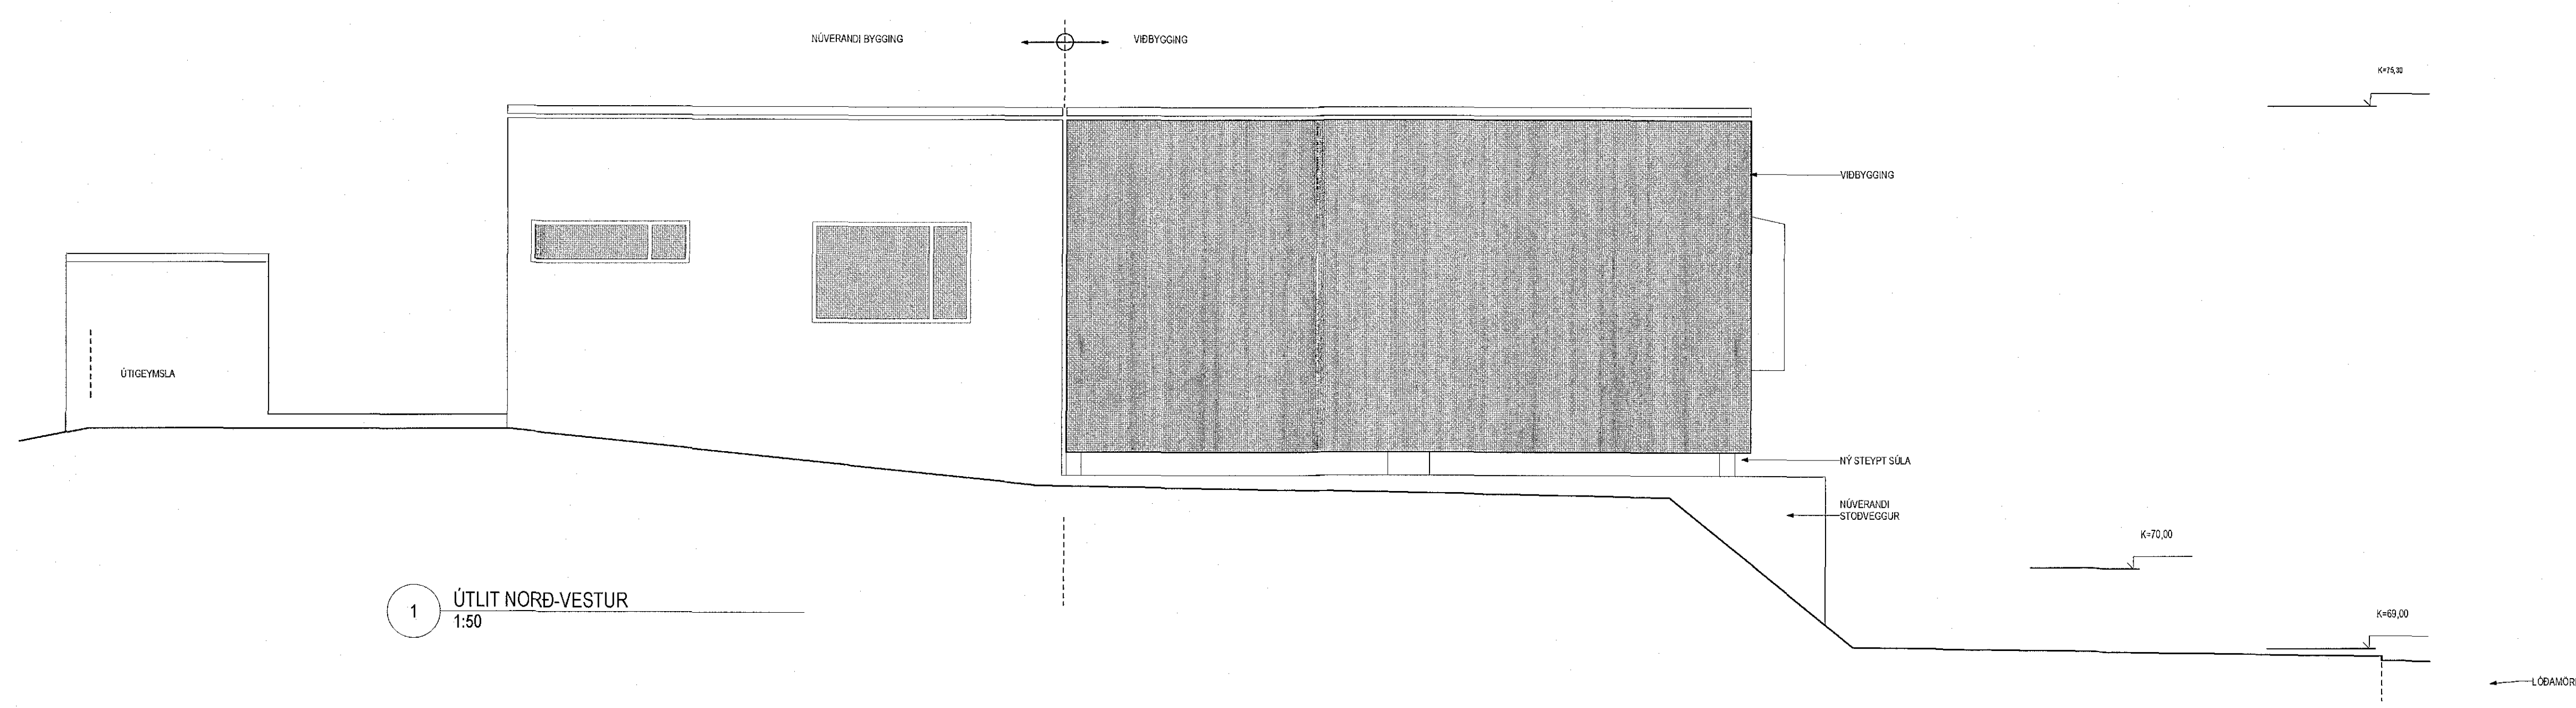 NÚVERANDI BYGGING
VIÐBYGGING
K=75,30
VIÐBYGGING
ÚTIGEYMSLA
NÝ STEYPT SÚLA
NÚVERANDI
STOÐVEGGUR
K=70,00
1
ÚTLIT NORÐ-VESTUR
1:50
K=69,00